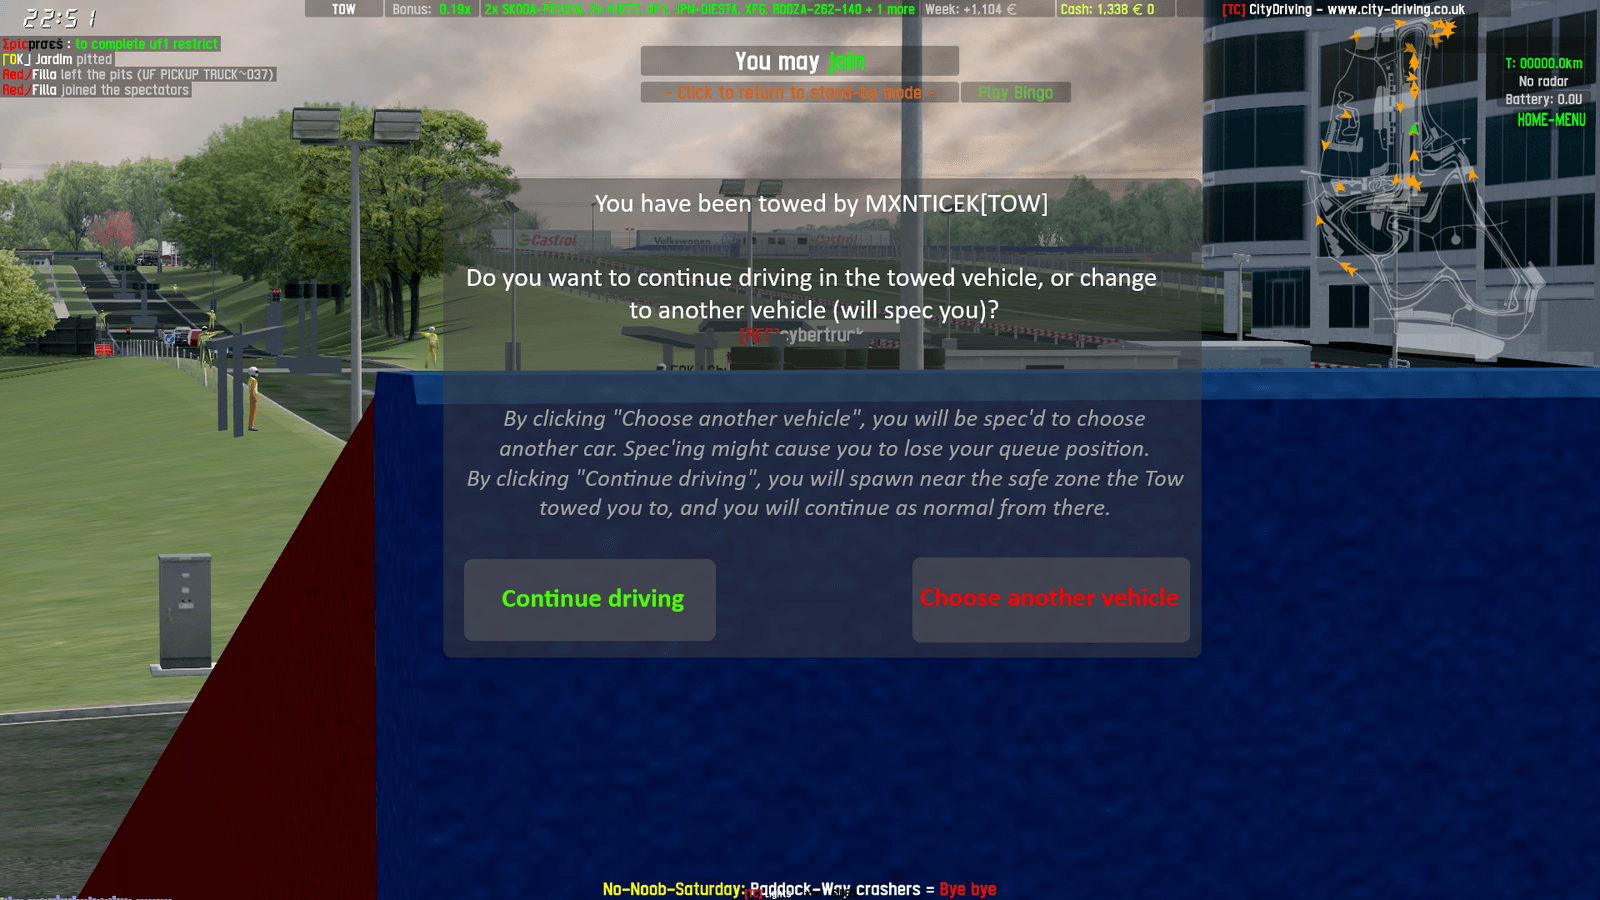 22:51
TOW
Bonus: 0.19x
Week: +1,104 €
Cash: 1,338 € 0
[TC] CityDriving - www.city-driving.co.uk
to complete uf1 restrict
[OK] Jardim pitted
Red/Filla left the pits (UF PICKUP TRUCK~037)
Red/Filla joined the spectators
You may join
- Click to return to stand-by mode -
Play Bingo
T: 00000.0km
No radar
Battery: 0.0V
HOME-MENU
You have been towed by MXNTICEK[TOW]
Castrol
Volkswagen
Castrol
Do you want to continue driving in the towed vehicle, or change
to another vehicle (will spec you)?
cybertruck
By clicking "Choose another vehicle", you will be spec'd to choose
another car. Spec'ing might cause you to lose your queue position.
By clicking "Continue driving", you will spawn near the safe zone the Tow
towed you to, and you will continue as normal from there.
Continue driving
Choose another vehicle
No-Noob-Saturday: Paddock-Way crashers = Bye bye